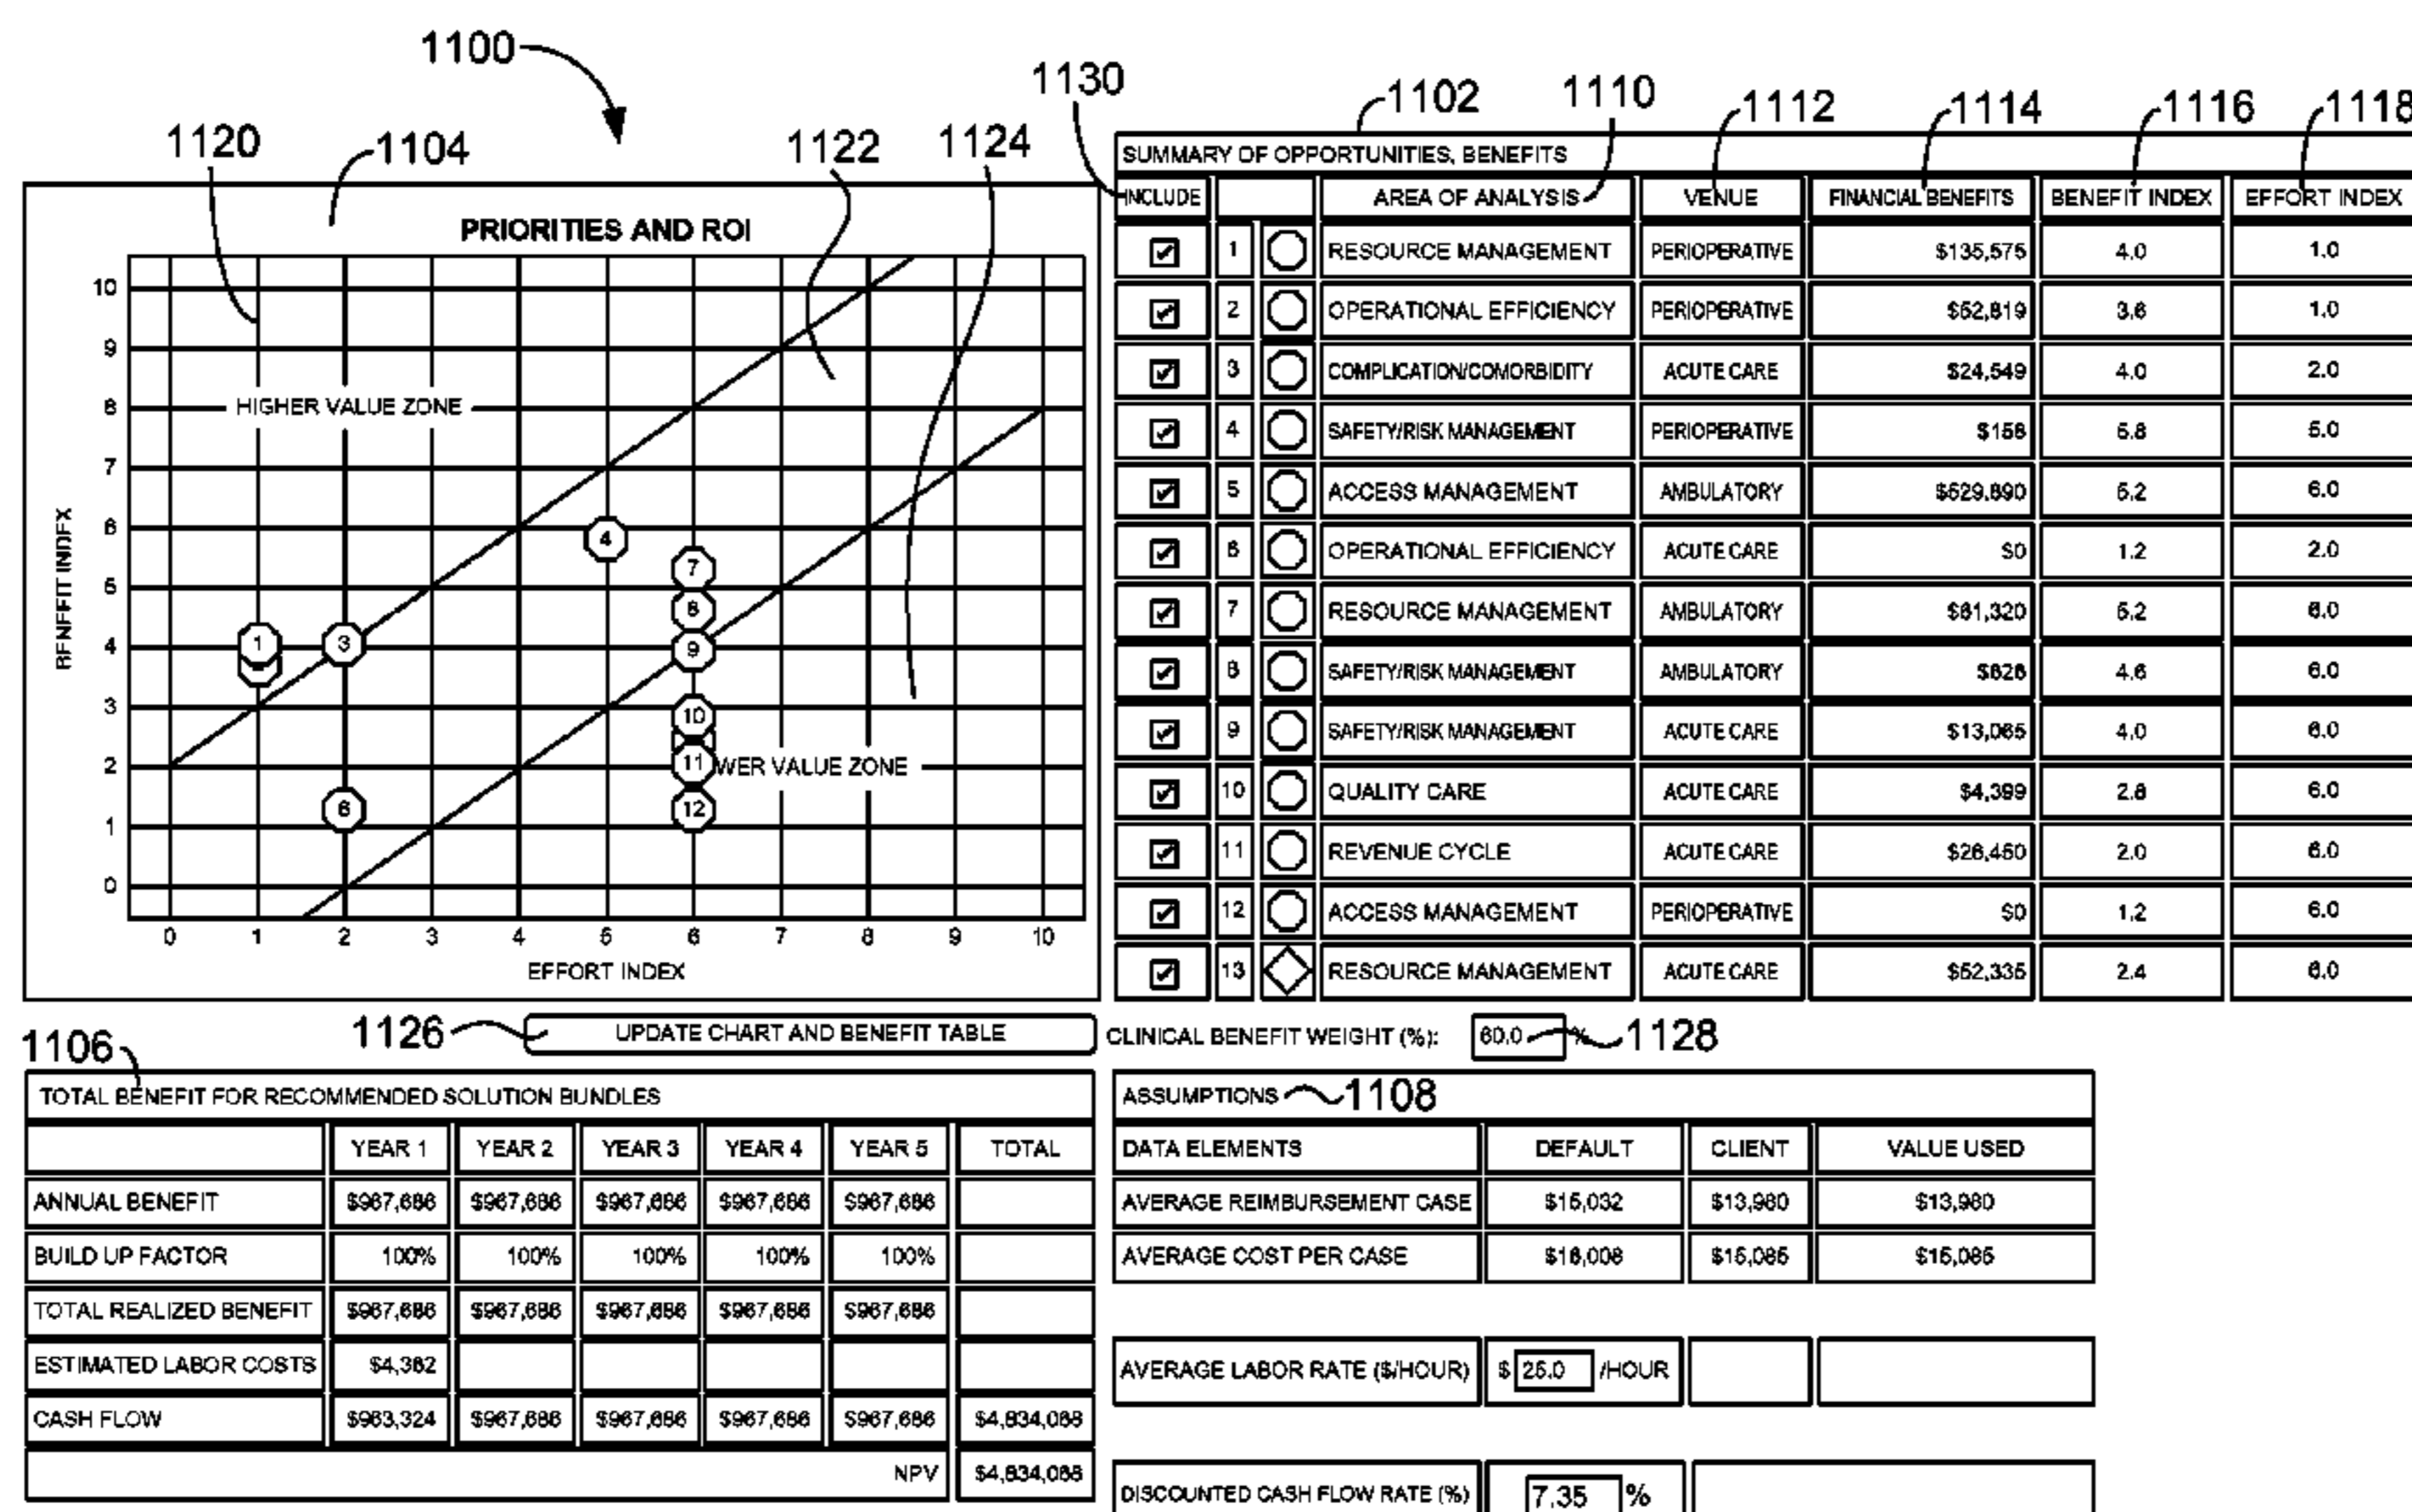 1100
1130
1102
1110
1112
1114
1116
1118
1120
1104
1122
1124
PRIORITIES AND ROI
10
9
8
7
6
5
4
3
2
1
0
BENEFIT INDEX
HIGHER VALUE ZONE
WER VALUE ZONE
1
3
4
6
7
8
9
10
11
12
0 1 2 3 4 5 6 7 8 9 10
EFFORT INDEX
SUMMARY OF OPPORTUNITIES, BENEFITS
INCLUDE AREA OF ANALYSIS VENUE FINANCIAL BENEFITS BENEFIT INDEX EFFORT INDEX
1 RESOURCE MANAGEMENT PERIOPERATIVE $135,575 4.0 1.0
2 OPERATIONAL EFFICIENCY PERIOPERATIVE $52,819 3.6 1.0
3 COMPLICATION/COMORBIDITY ACUTE CARE $24,549 4.0 2.0
4 SAFETY/RISK MANAGEMENT PERIOPERATIVE 5.8 5.0
5 ACCESS MANAGEMENT AMBULATORY 5.2 6.0
6 OPERATIONAL EFFICIENCY ACUTE CARE $0 1.2 2.0
7 RESOURCE MANAGEMENT AMBULATORY $61,320 5.2 6.0
8 SAFETY/RISK MANAGEMENT AMBULATORY 4.6 6.0
9 SAFETY/RISK MANAGEMENT ACUTE CARE $13,065 4.0 6.0
10 QUALITY CARE ACUTE CARE $4,399 2.8 6.0
11 REVENUE CYCLE ACUTE CARE $26,450 2.0 6.0
12 ACCESS MANAGEMENT PERIOPERATIVE $0 1.2 6.0
13 RESOURCE MANAGEMENT ACUTE CARE $52,335 2.4 6.0
1106
1126
UPDATE CHART AND BENEFIT TABLE
CLINICAL BENEFIT WEIGHT (%): 60.0 %
1128
TOTAL BENEFIT FOR RECOMMENDED SOLUTION BUNDLES
YEAR 1 YEAR 2 YEAR 3 YEAR 4 YEAR 5 TOTAL
ANNUAL BENEFIT $967,686 $967,686 $967,686 $967,686 $967,686
BUILD UP FACTOR 100% 100% 100% 100% 100%
TOTAL REALIZED BENEFIT $967,686 $967,686 $967,686 $967,686 $967,686
ESTIMATED LABOR COSTS $4,362
CASH FLOW $963,324 $967,686 $967,686 $967,686 $967,686 $4,834,068
NPV $4,834,068
ASSUMPTIONS
1108
DATA ELEMENTS DEFAULT CLIENT VALUE USED
AVERAGE REIMBURSEMENT CASE $15,032 $13,980 $13,980
AVERAGE COST PER CASE $16,008 $15,085 $15,085
AVERAGE LABOR RATE ($/HOUR) $ 25.0 /HOUR
DISCOUNTED CASH FLOW RATE (%) 7.35 %